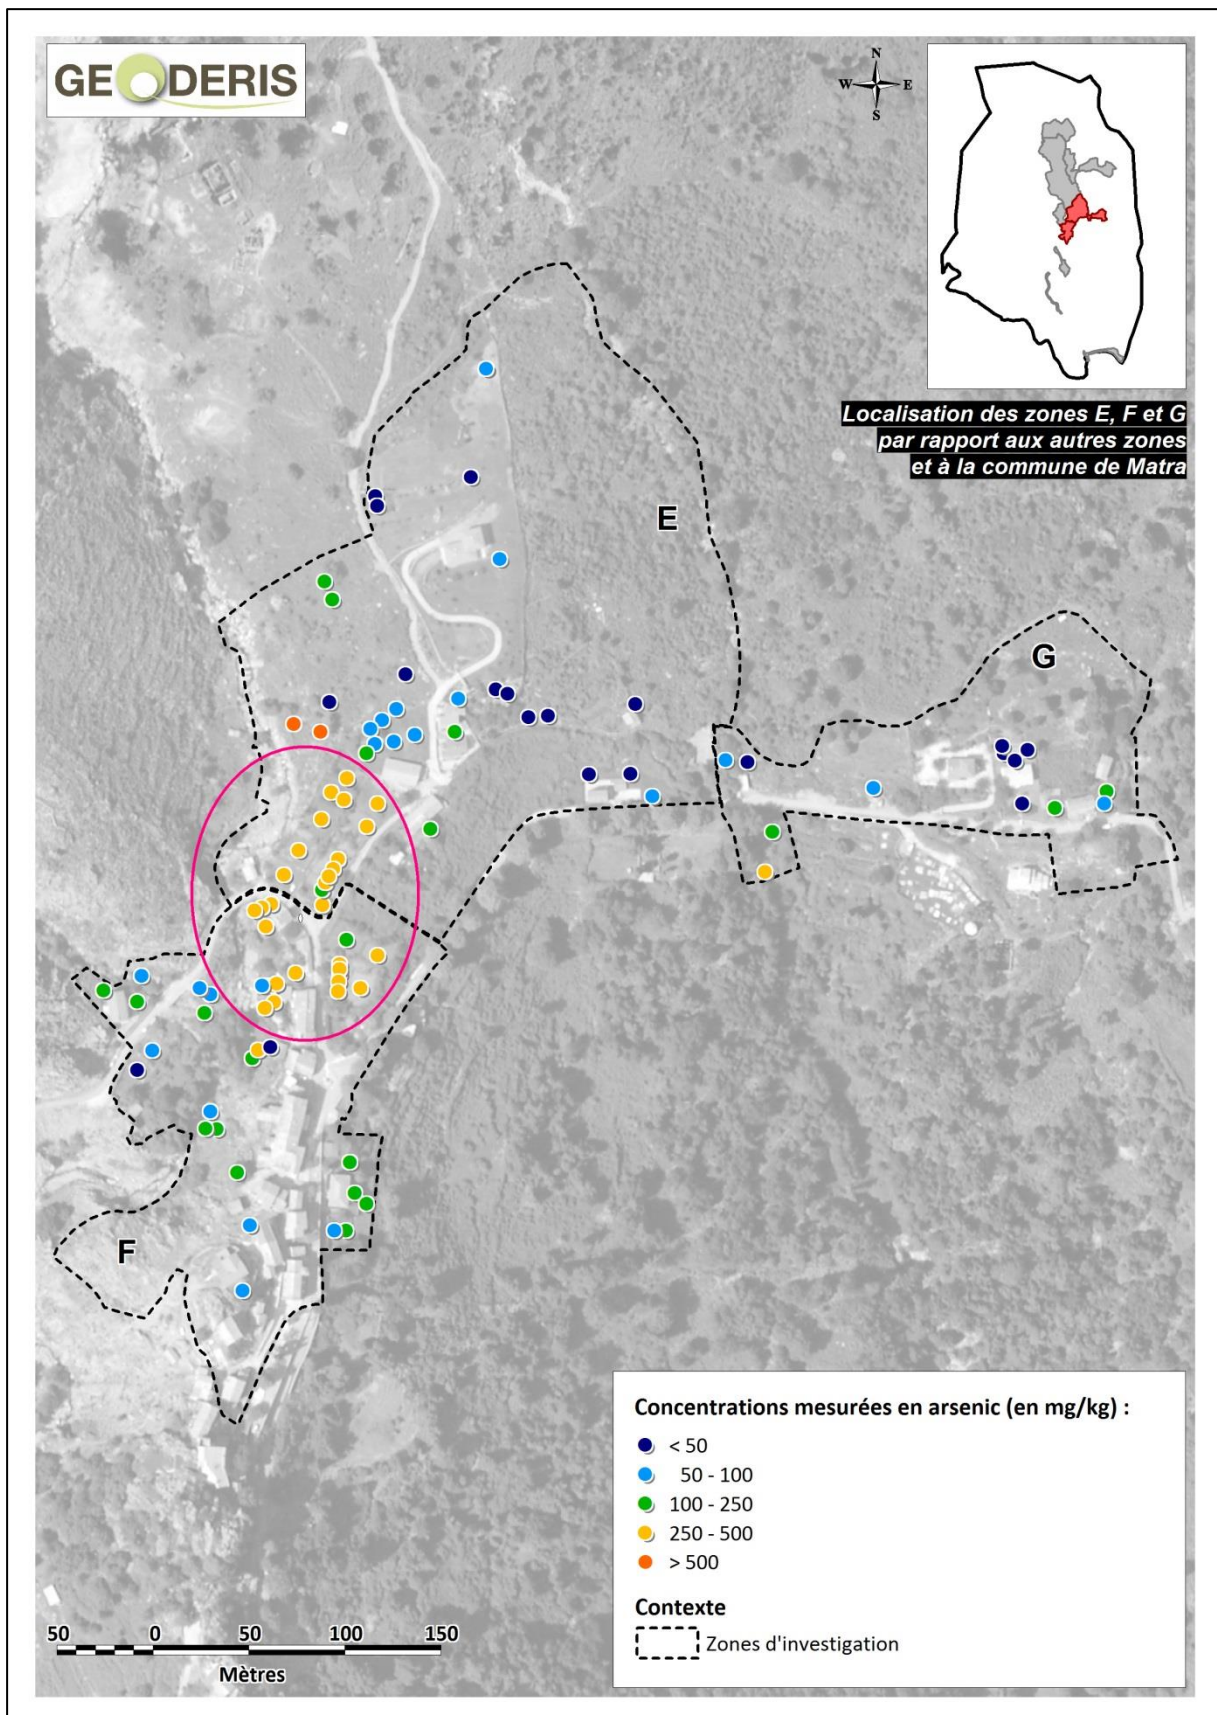 GEODERIS
N
W E
S
Localisation des zones E, F et G
par rapport aux autres zones
et à la commune de Matra
E
G
F
Concentrations mesurées en arsenic (en mg/kg) :
< 50
50 - 100
100 - 250
250 - 500
> 500
Contexte
Zones d'investigation
50 0 50 100 150
Mètres